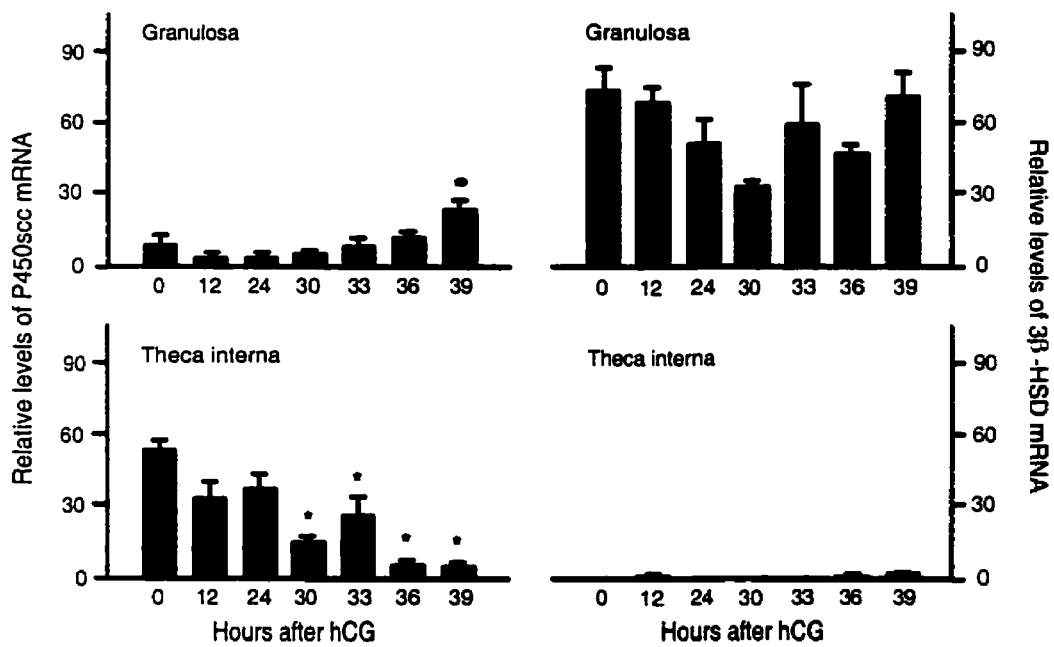 Relative levels of P450scc mRNA
Granulosa
90
60
30
0
0 12 24 30 33 36 39
Granulosa
90
60
30
0
0 12 24 30 33 36 39
Theca interna
90
60
30
0
* * * *
0 12 24 30 33 36 39
Hours after hCG
Theca interna
90
60
30
0
0 12 24 30 33 36 39
Hours after hCG
Relative levels of 3β-HSD mRNA